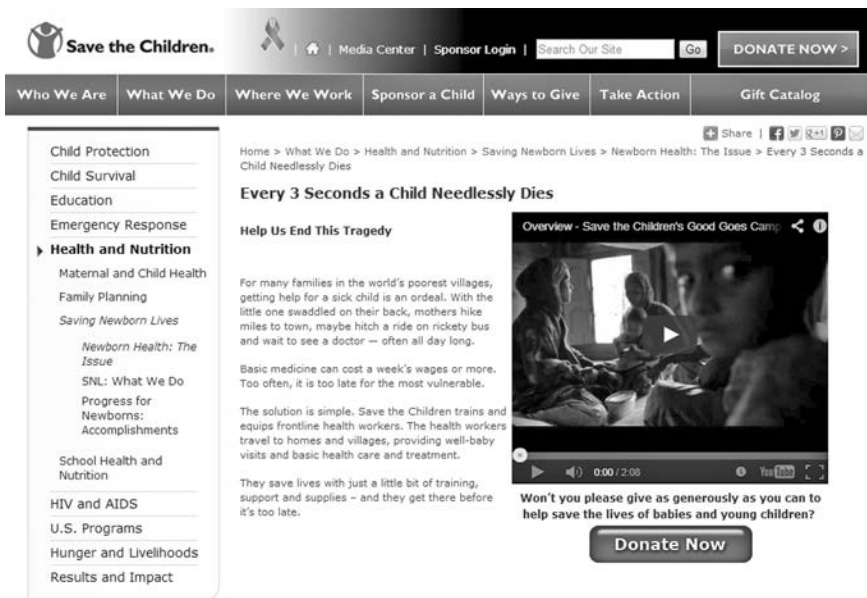 Save the Children.
Media Center | Sponsor Login | Search Our Site Go DONATE NOW >
Who We Are What We Do Where We Work Sponsor a Child Ways to Give Take Action Gift Catalog
Share |
Home > What We Do > Health and Nutrition > Saving Newborn Lives > Newborn Health: The Issue > Every 3 Seconds a
Child Needlessly Dies
Child Protection
Child Survival
Education
Emergency Response
Health and Nutrition
Maternal and Child Health
Family Planning
Saving Newborn Lives
Newborn Health: The
Issue
SNL: What We Do
Progress for
Newborns:
Accomplishments
School Health and
Nutrition
HIV and AIDS
U.S. Programs
Hunger and Livelihoods
Results and Impact
Every 3 Seconds a Child Needlessly Dies
Help Us End This Tragedy
For many families in the world's poorest villages,
getting help for a sick child is an ordeal. With the
little one swaddled on their back, mothers hike
miles to town, maybe hitch a ride on rickety bus
and wait to see a doctor — often all day long.
Basic medicine can cost a week's wages or more.
Too often, it is too late for the most vulnerable.
The solution is simple. Save the Children trains and
equips frontline health workers. The health workers
travel to homes and villages, providing well-baby
visits and basic health care and treatment.
They save lives with just a little bit of training,
support and supplies – and they get there before
it's too late.
Overview - Save the Children's Good Goes Camp
0:00 / 2:08 YouTube
Won't you please give as generously as you can to
help save the lives of babies and young children?
Donate Now